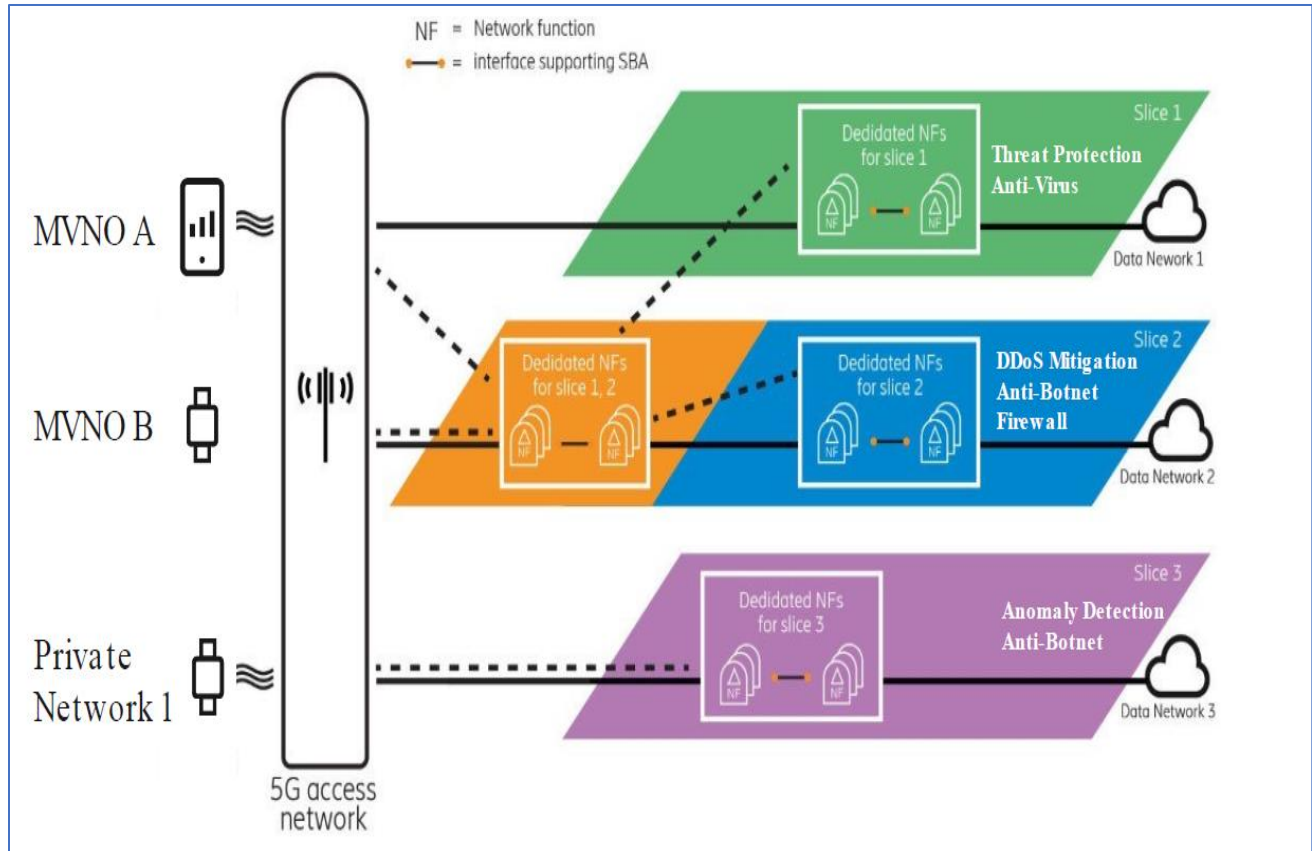 NF = Network function
= interface supporting SBA
Slice 1
Dedidated NFs
for slice 1
Threat Protection
Anti-Virus
NF
NF
Data Nework 1
MVNO A
Slice 2
Dedidated NFs
for slice 1, 2
NF
NF
Dedidated NFs
for slice 2
NF
NF
DDoS Mitigation
Anti-Botnet
Firewall
Data Network 2
MVNO B
Slice 3
Dedidated NFs
for slice 3
NF
NF
Anomaly Detection
Anti-Botnet
Data Network 3
Private
Network 1
5G access
network